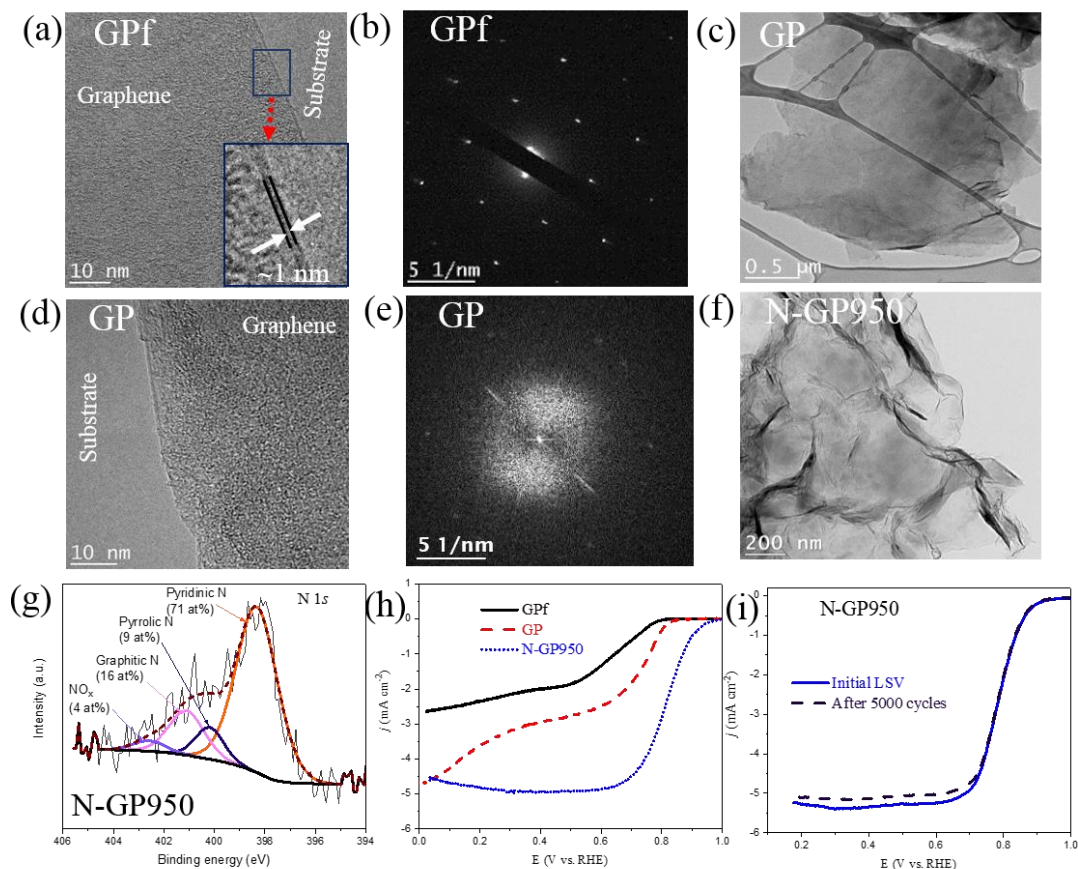 (a)
GPf
Graphene
Substrate
~1 nm
10 nm
(b)
GPf
5 1/nm
(c)
GP
0.5 µm
(d)
GP
Graphene
Substrate
10 nm
(e)
GP
5 1/nm
(f)
N-GP950
200 nm
(g)
Pyridinic N
(71 at%)
N 1s
Pyrrolic N
(9 at%)
Graphitic N
(16 at%)
NOx
(4 at%)
Intensity (a.u.)
N-GP950
406 404 402 400 398 396 394
Binding energy (eV)
(h)
GPf
GP
N-GP950
j (mA cm-2)
0
-1
-2
-3
-4
-5
-6
0.0 0.2 0.4 0.6 0.8 1.0
E (V vs. RHE)
(i)
N-GP950
Initial LSV
After 5000 cycles
j (mA cm-2)
0
-1
-2
-3
-4
-5
-6
0.2 0.4 0.6 0.8 1.0
E (V vs. RHE)